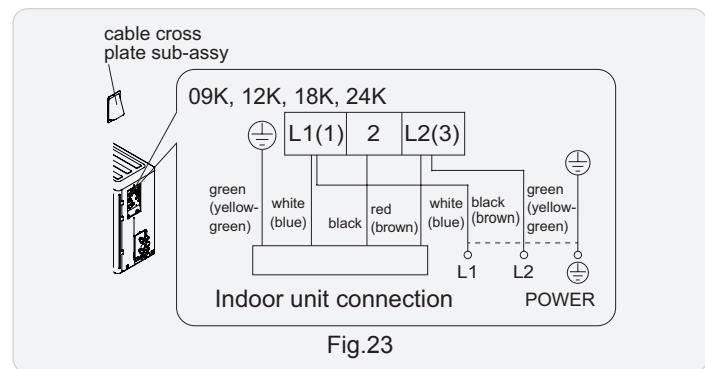 cable cross
plate sub-assy
09K, 12K, 18K, 24K
L1(1) 2 L2(3)
green
(yellow-
green)
white
(blue)
black
red
(brown)
white
(blue)
black
(brown)
green
(yellow-
green)
L1 L2
Indoor unit connection POWER
Fig.23